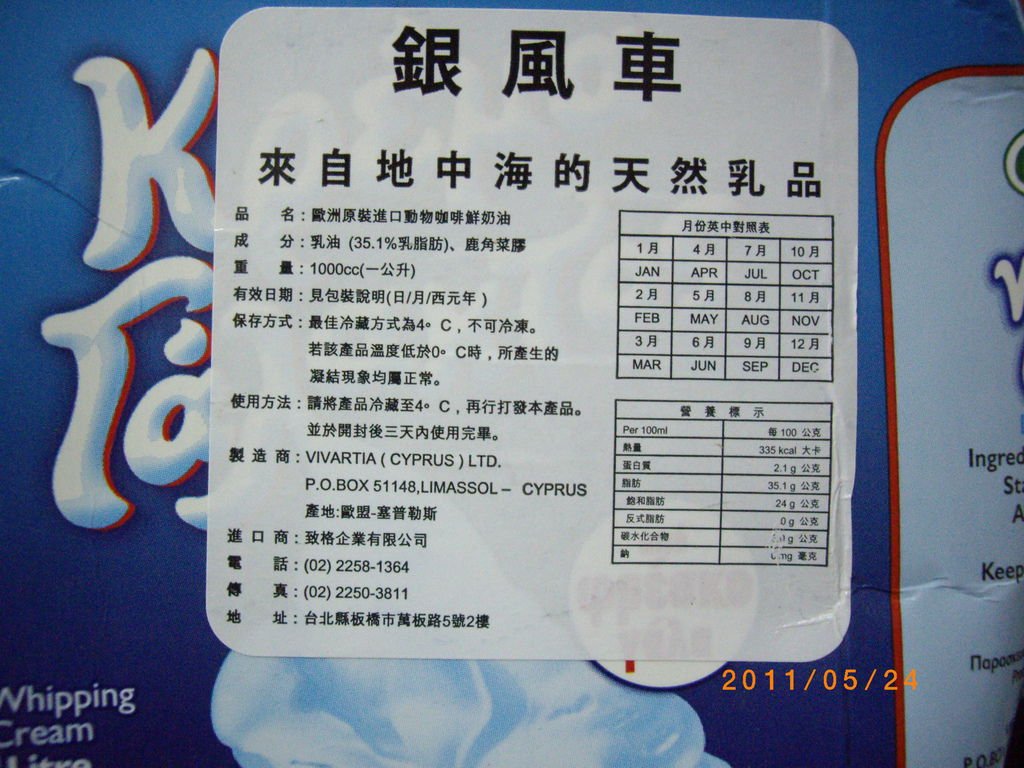 銀風車
來自地中海的天然乳品
品 名：歐洲原裝進口動物咖啡鮮奶油
成 分：乳油 (35.1%乳脂肪)、鹿角菜膠
重 量：1000cc(一公升)
有效日期：見包裝說明(日/月/西元年)
保存方式：最佳冷藏方式為4°C，不可冷凍。
若該產品溫度低於0°C時，所產生的
凝結現象均屬正常。
使用方法：請將產品冷藏至4°C，再行打發本產品。
並於開封後三天內使用完畢。
製 造 商：VIVARTIA ( CYPRUS ) LTD.
P.O.BOX 51148,LIMASSOL – CYPRUS
產地:歐盟-塞普勒斯
進 口 商：致格企業有限公司
電 話：(02) 2258-1364
傳 真：(02) 2250-3811
地 址：台北縣板橋市萬板路5號2樓
月份英中對照表
1月 4月 7月 10月
JAN APR JUL OCT
2月 5月 8月 11月
FEB MAY AUG NOV
3月 6月 9月 12月
MAR JUN SEP DEC
營養標示
Per 100ml 每100 公克
熱量 335 kcal 大卡
蛋白質 2.1 g 公克
脂肪 35.1 g 公克
飽和脂肪 24 g 公克
反式脂肪 0 g 公克
碳水化合物 g 公克
鈉 mg 毫克
Whipping
Cream
Litre
Keep
P.O.BO
2011/05/24